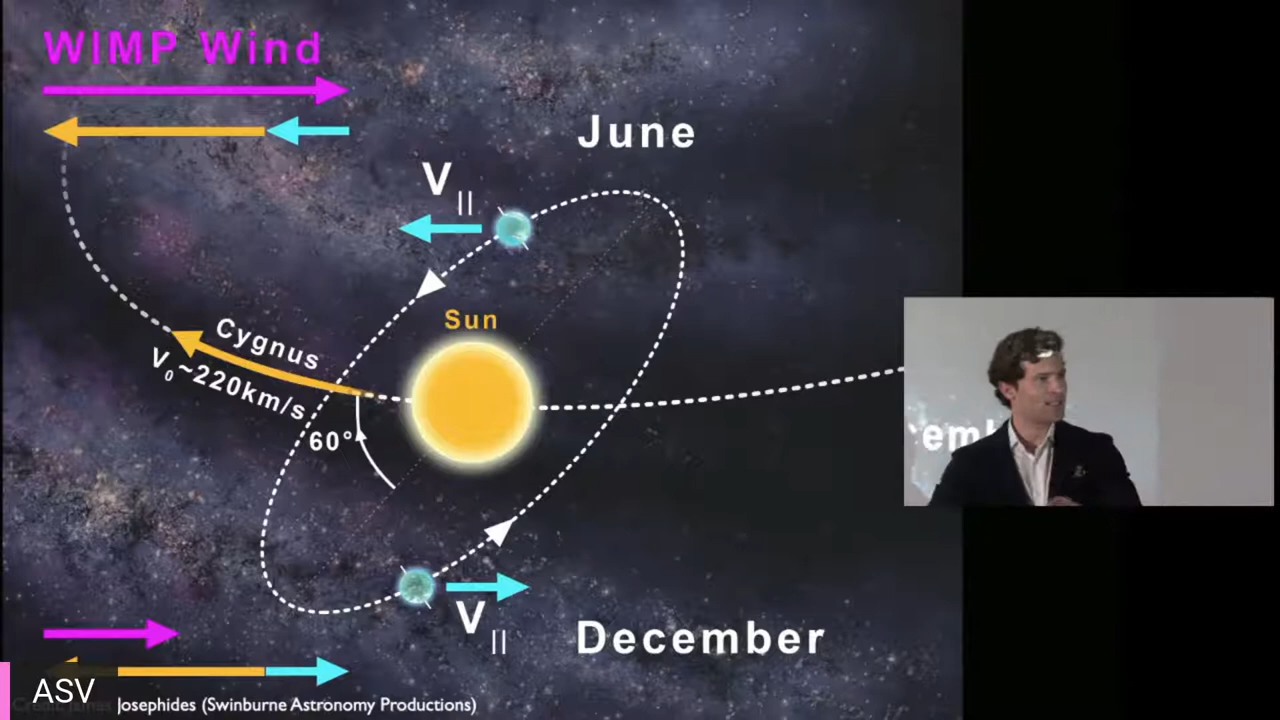 WIMP Wind
June
V||
Sun
Cygnus
V0~220km/s
60°
V||
December
ASV
Josephides (Swinburne Astronomy Productions)